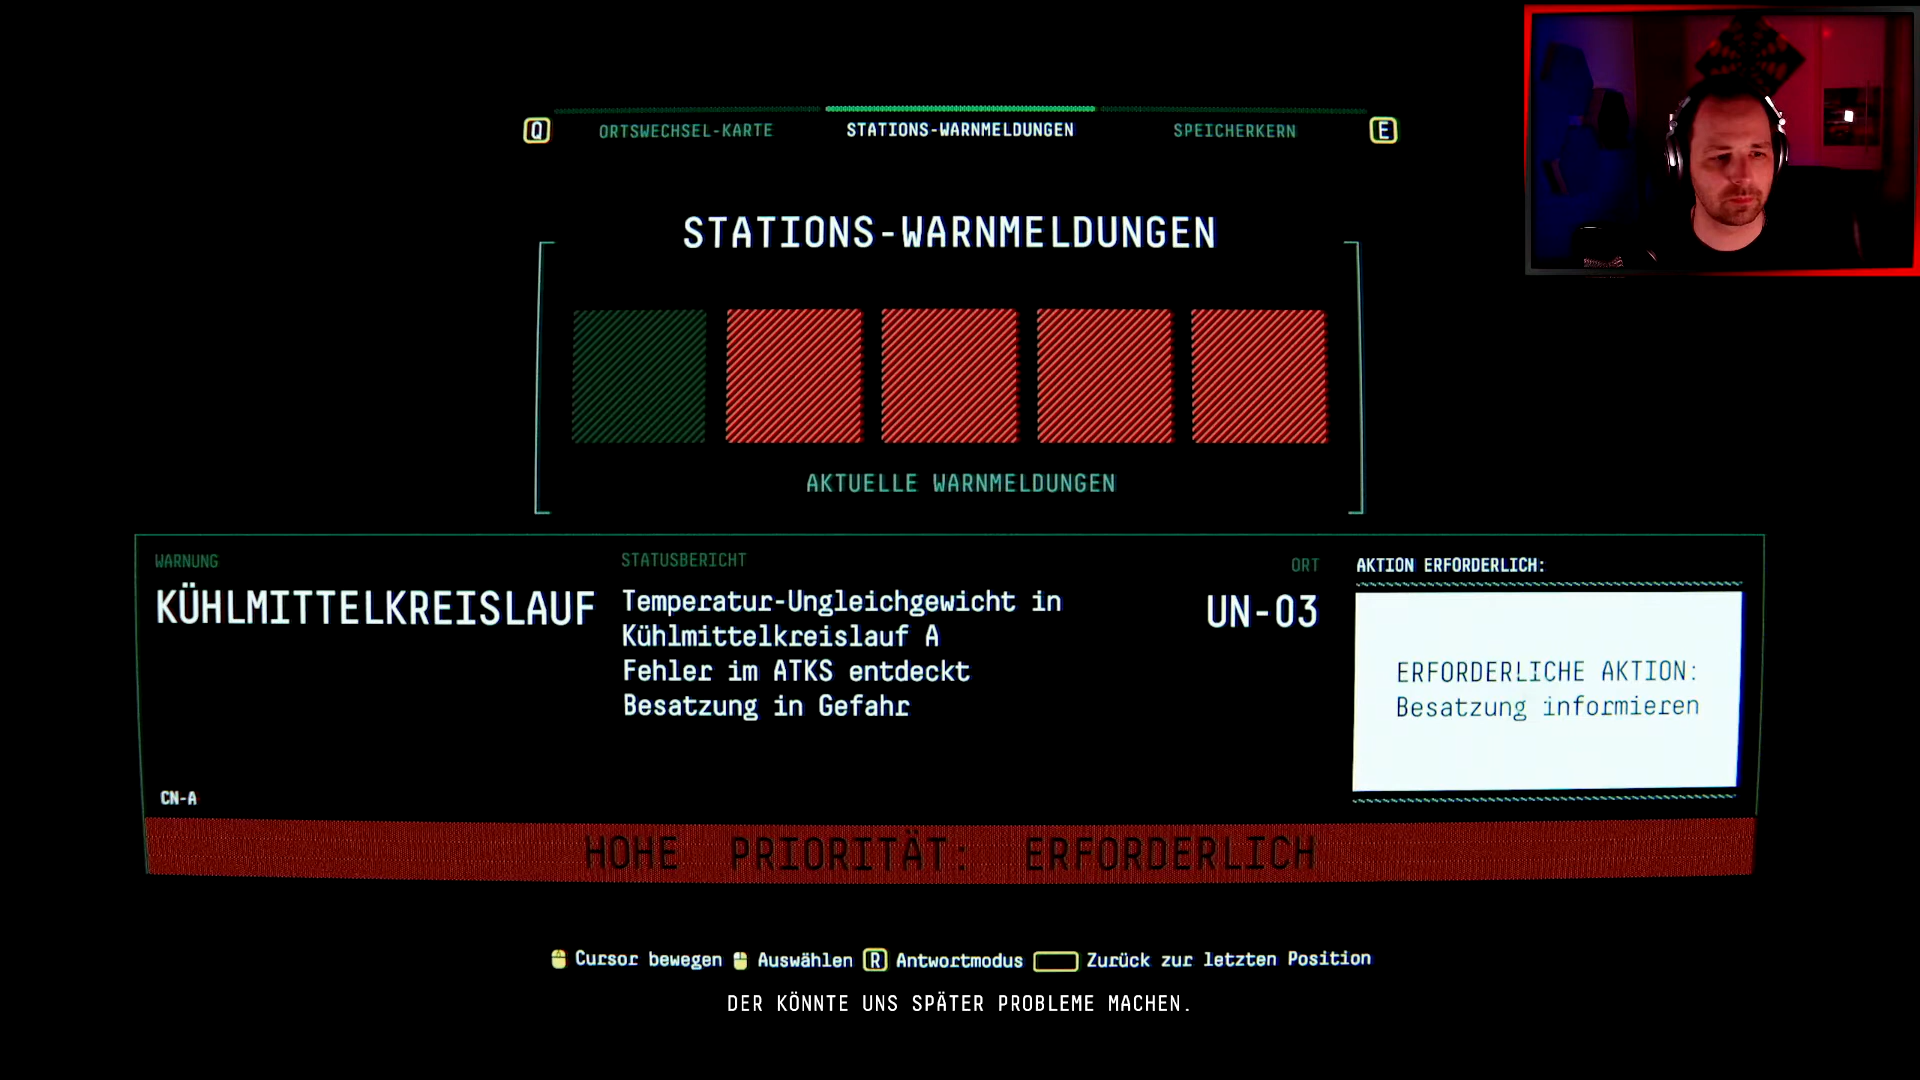 Q ORTSWECHSEL-KARTE STATIONS-WARNMELDUNGEN SPEICHERKERN E
STATIONS-WARNMELDUNGEN
AKTUELLE WARNMELDUNGEN
WARNUNG
KÜHLMITTELKREISLAUF
CN-A
STATUSBERICHT
Temperatur-Ungleichgewicht in
Kühlmittelkreislauf A
Fehler im ATKS entdeckt
Besatzung in Gefahr
ORT
UN-03
AKTION ERFORDERLICH:
ERFORDERLICHE AKTION:
Besatzung informieren
HOHE PRIORITÄT: ERFORDERLICH
Cursor bewegen Auswählen R Antwortmodus Zurück zur letzten Position
DER KÖNNTE UNS SPÄTER PROBLEME MACHEN.